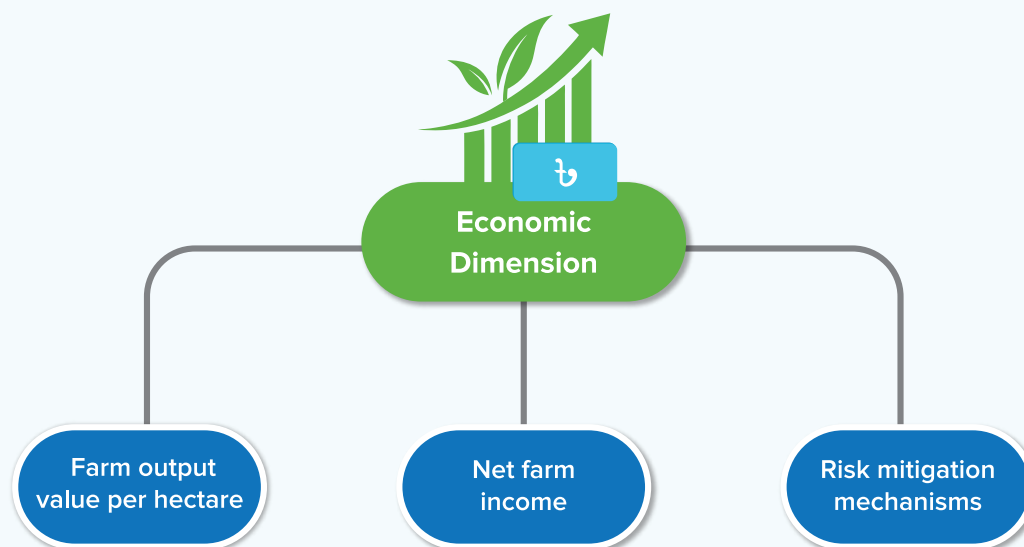 ৳
Economic
Dimension
Farm output
value per hectare
Net farm
income
Risk mitigation
mechanisms